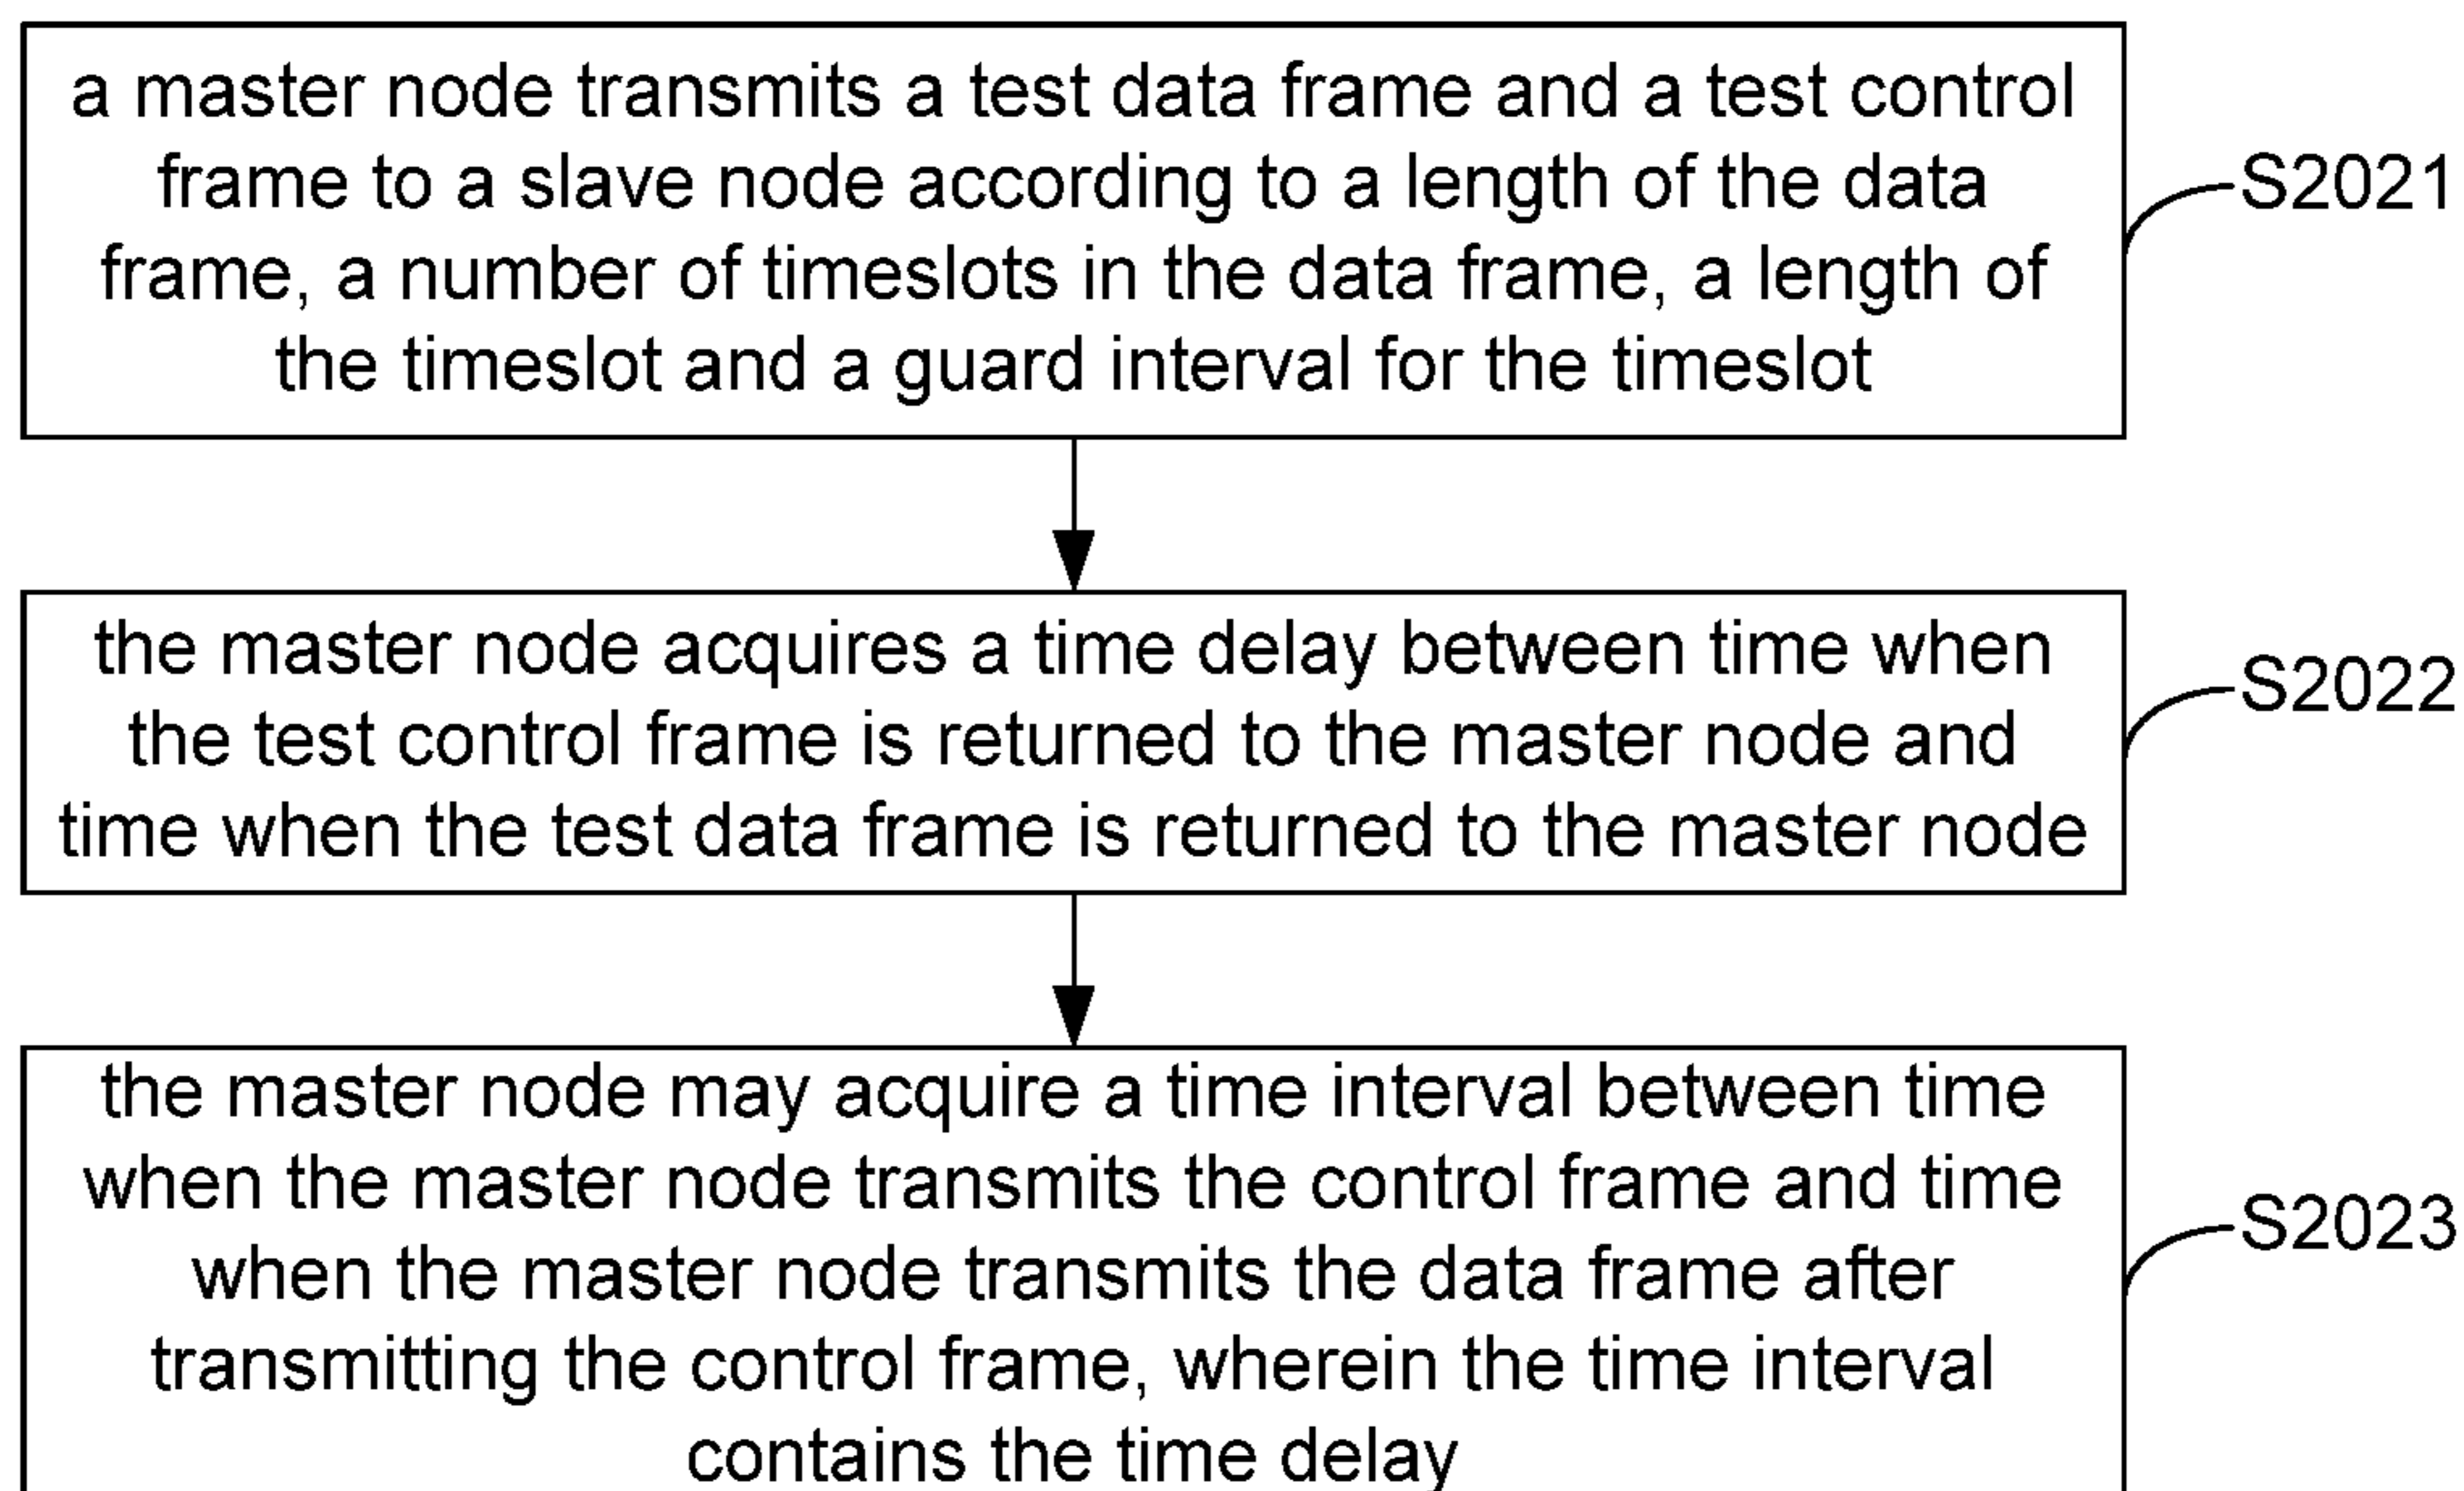 a master node transmits a test data frame and a test control
frame to a slave node according to a length of the data
frame, a number of timeslots in the data frame, a length of
the timeslot and a guard interval for the timeslot
S2021
the master node acquires a time delay between time when
the test control frame is returned to the master node and
time when the test data frame is returned to the master node
S2022
the master node may acquire a time interval between time
when the master node transmits the control frame and time
when the master node transmits the data frame after
transmitting the control frame, wherein the time interval
contains the time delay
S2023